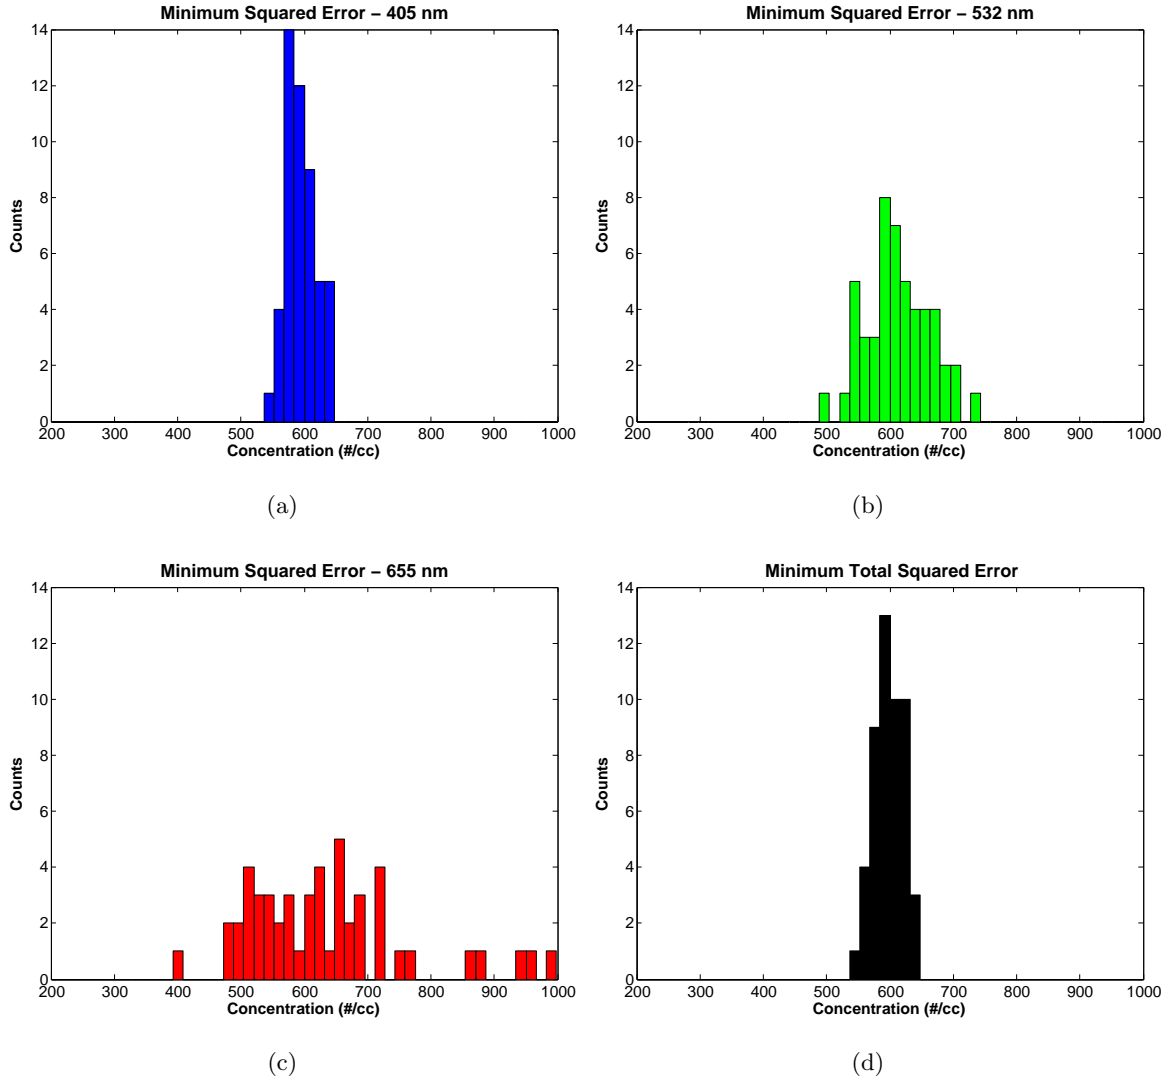 Minimum Squared Error – 405 nm
14
12
10
8
6
4
2
0
Counts
200 300 400 500 600 700 800 900 1000
Concentration (#/cc)
(a)
Minimum Squared Error – 532 nm
14
12
10
8
6
4
2
0
Counts
200 300 400 500 600 700 800 900 1000
Concentration (#/cc)
(b)
Minimum Squared Error – 655 nm
14
12
10
8
6
4
2
0
Counts
200 300 400 500 600 700 800 900 1000
Concentration (#/cc)
(c)
Minimum Total Squared Error
14
12
10
8
6
4
2
0
Counts
200 300 400 500 600 700 800 900 1000
Concentration (#/cc)
(d)